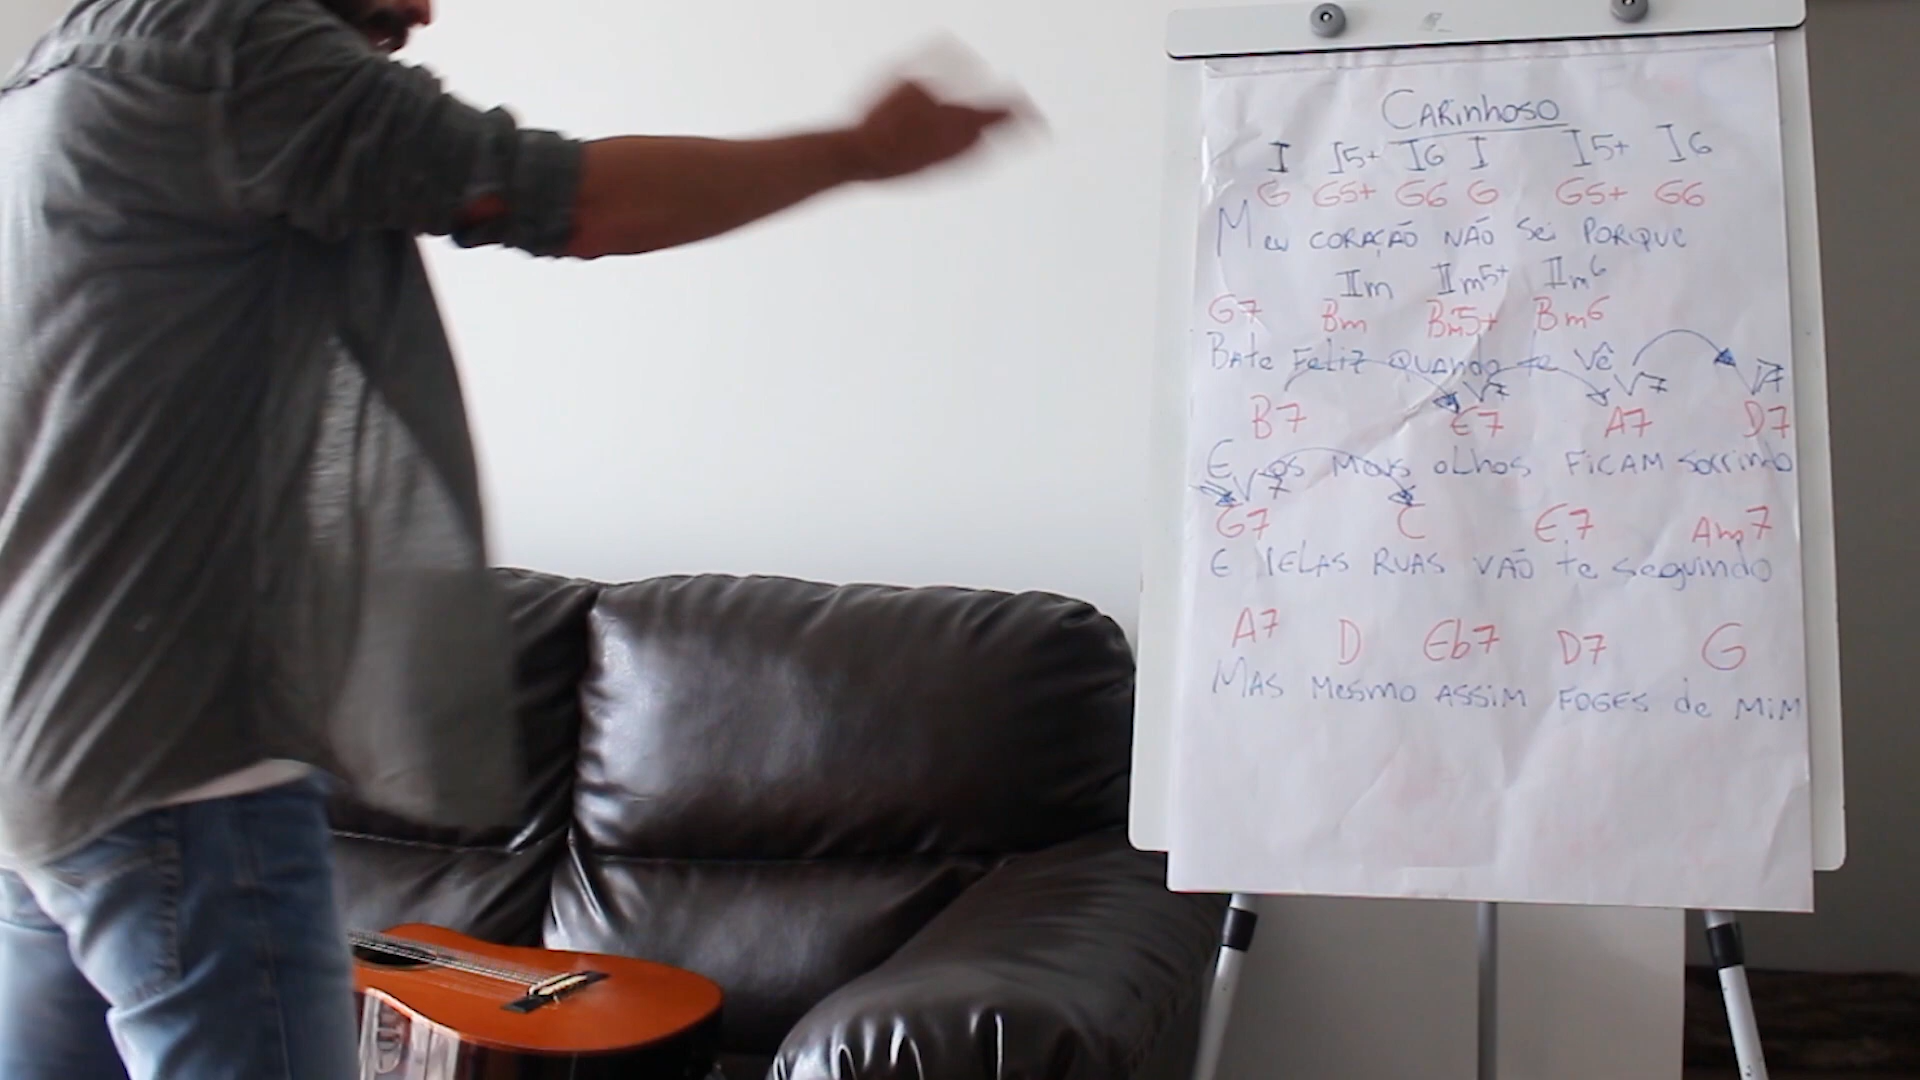 CARinhoso
I I5+ I6 I I5+ I6
G G5+ G6 G G5+ G6
Meu CORAÇÃO NÃO Sei PORQUE
IIm IIm5+ IIm6
G7 Bm Bm5+ Bm6
BAte Feliz QUANdo te Vê
V7 V7 V7
B7 E7 A7 D7
E os meus oLhos FiCAM sorrindo
V7
G7 C E7 Am7
E PELAS RUAS VÃO te seguindo
A7 D Eb7 D7 G
MAS Mesmo ASSIM FOGES de MiM